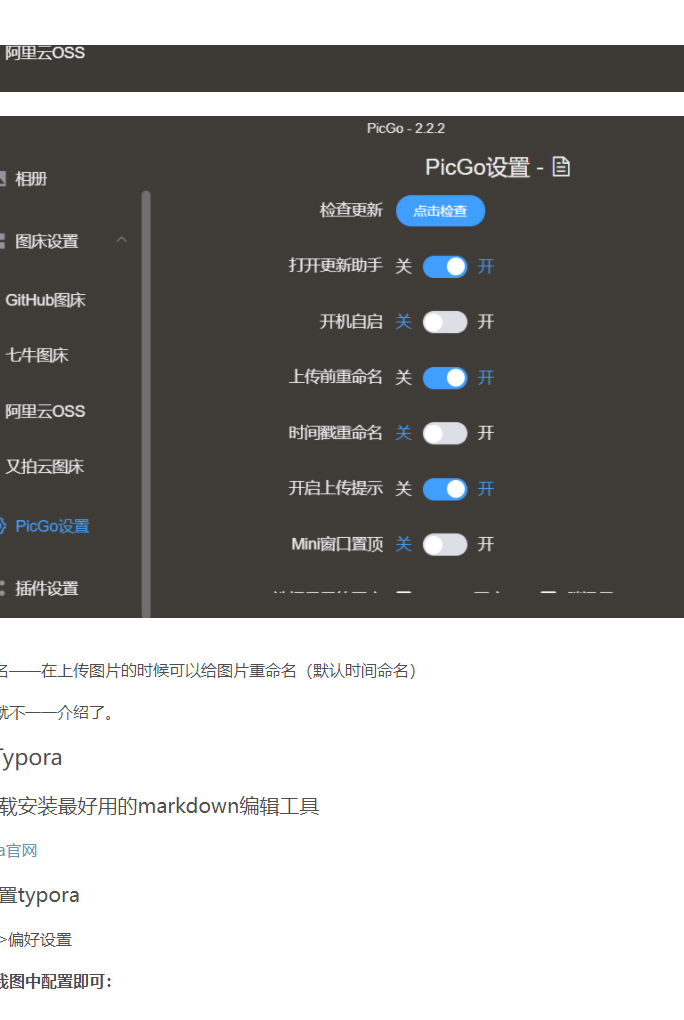 阿里云OSS
PicGo - 2.2.2
PicGo设置 -
相册
检查更新 点击检查
图床设置
打开更新助手 关 开
GitHub图床
开机自启 关 开
七牛图床
上传前重命名 关 开
阿里云OSS
时间戳重命名 关 开
又拍云图床
开启上传提示 关 开
PicGo设置
Mini窗口置顶 关 开
插件设置
名——在上传图片的时候可以给图片重命名（默认时间命名）
就不一一介绍了。
Typora
载安装最好用的markdown编辑工具
a官网
置typora
>偏好设置
图中配置即可：